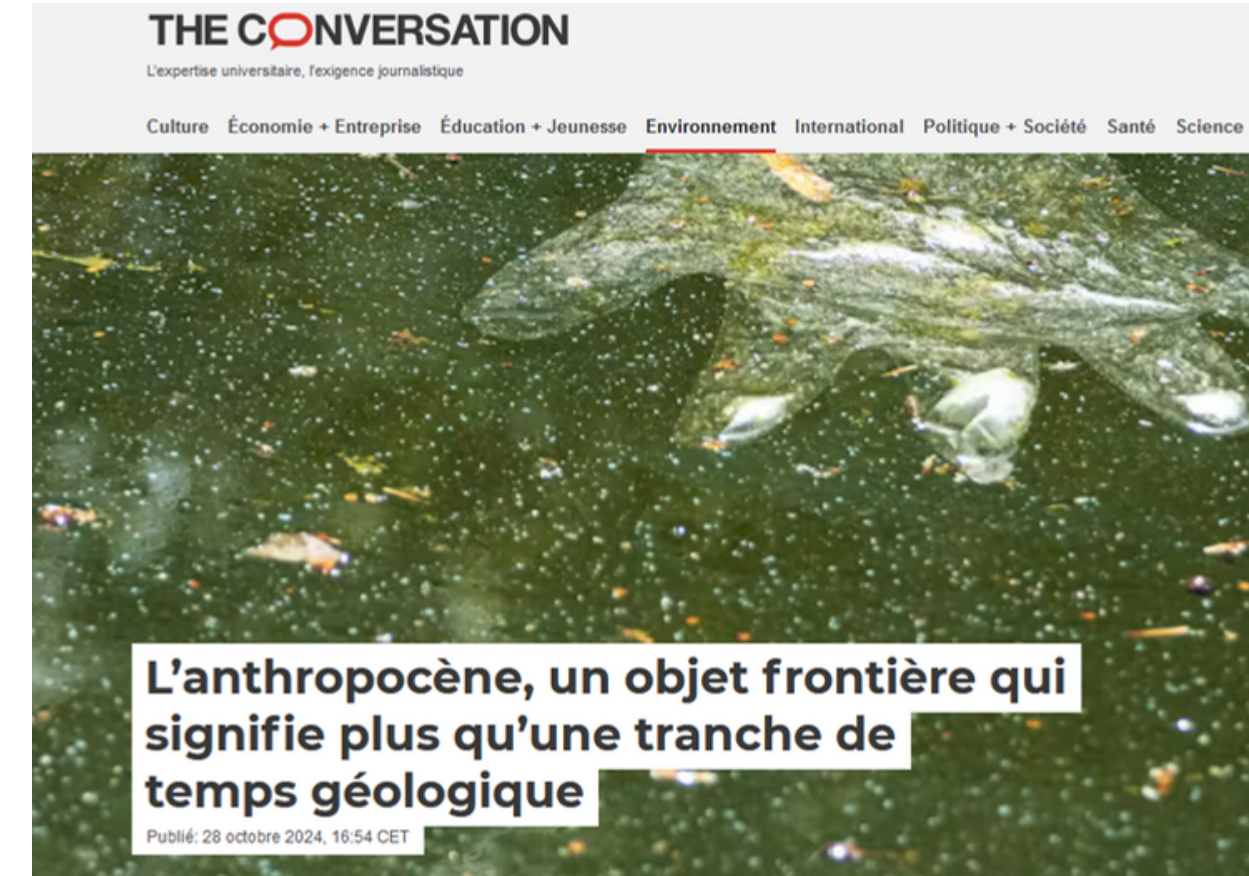 THE CONVERSATION
L'expertise universitaire, l'exigence journalistique
Culture Économie + Entreprise Éducation + Jeunesse Environnement International Politique + Société Santé Science
L’anthropocène, un objet frontière qui
signifie plus qu’une tranche de
temps géologique
Publié: 28 octobre 2024, 16:54 CET